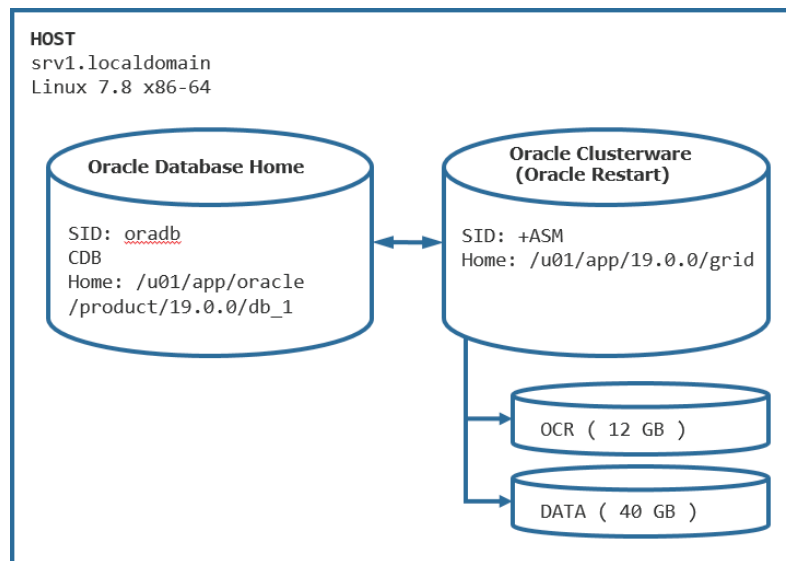 HOST
srv1.localdomain
Linux 7.8 x86-64
Oracle Database Home
SID: oradb
CDB
Home: /u01/app/oracle
/product/19.0.0/db_1
Oracle Clusterware
(Oracle Restart)
SID: +ASM
Home: /u01/app/19.0.0/grid
OCR ( 12 GB )
DATA ( 40 GB )